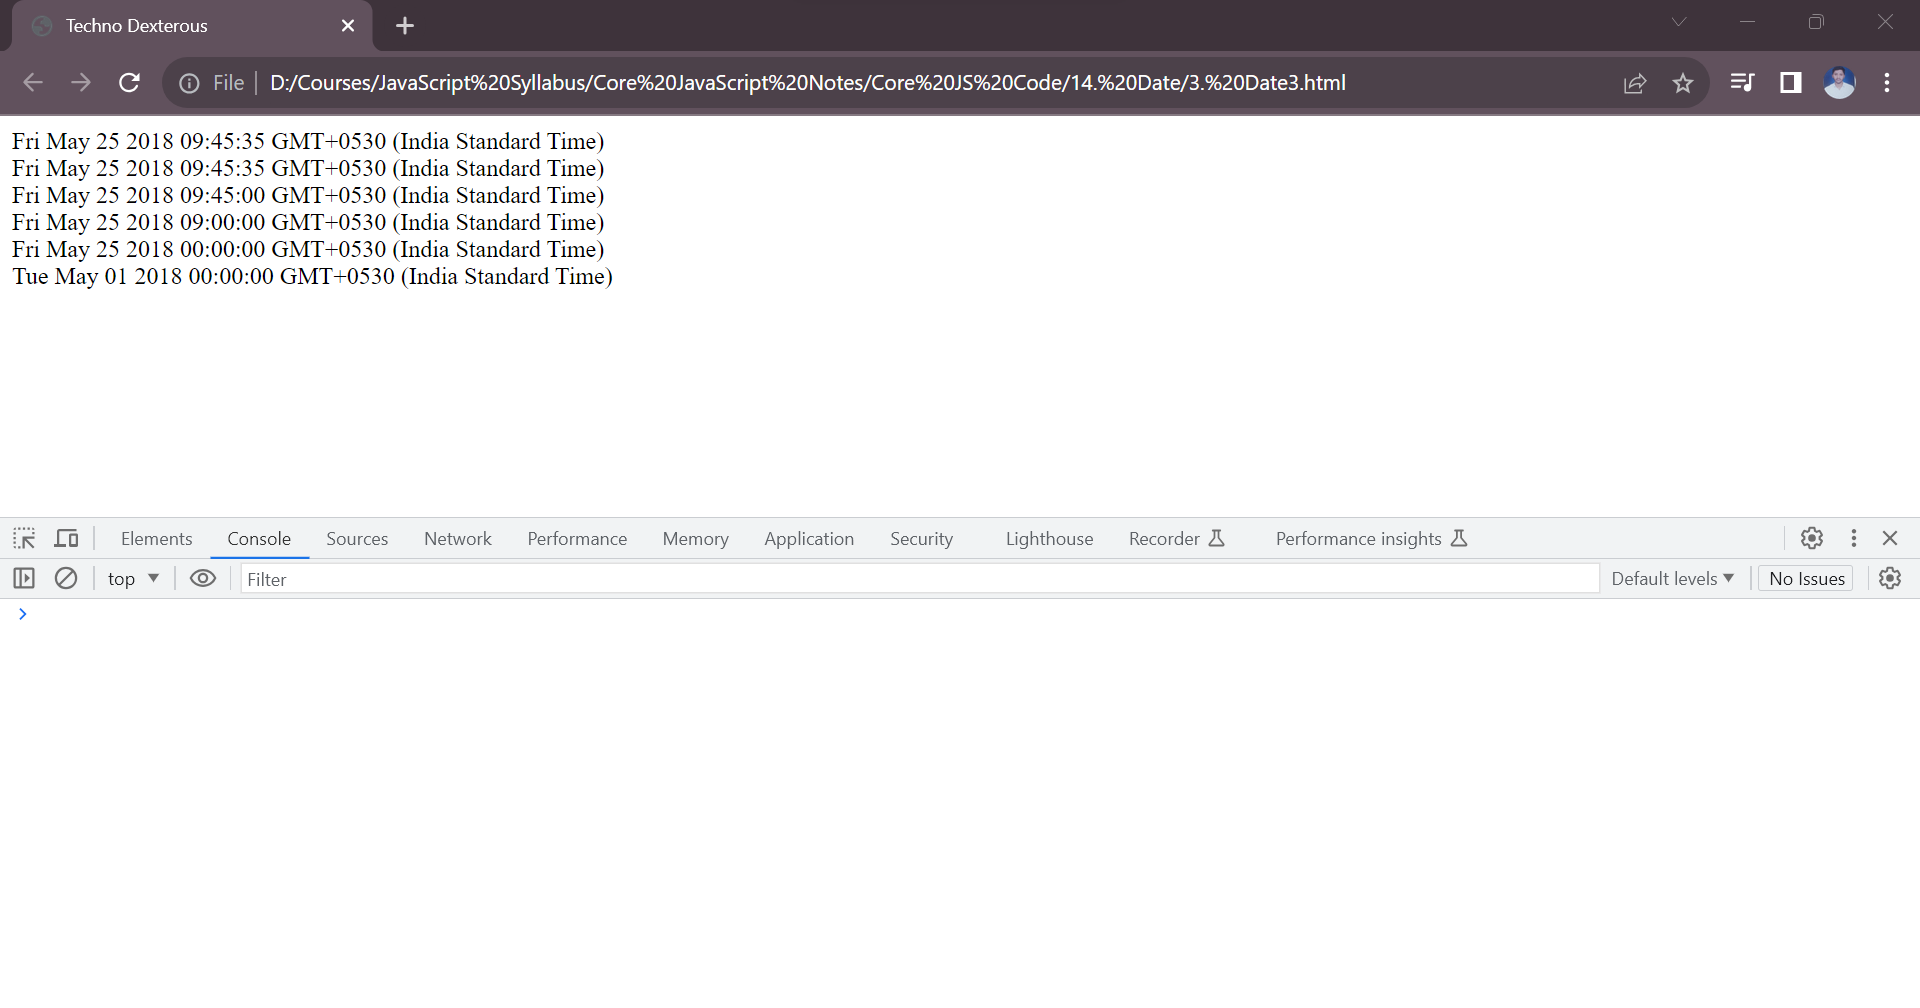 Techno Dexterous
File D:/Courses/JavaScript%20Syllabus/Core%20JavaScript%20Notes/Core%20JS%20Code/14.%20Date/3.%20Date3.html
Fri May 25 2018 09:45:35 GMT+0530 (India Standard Time)
Fri May 25 2018 09:45:35 GMT+0530 (India Standard Time)
Fri May 25 2018 09:45:00 GMT+0530 (India Standard Time)
Fri May 25 2018 09:00:00 GMT+0530 (India Standard Time)
Fri May 25 2018 00:00:00 GMT+0530 (India Standard Time)
Tue May 01 2018 00:00:00 GMT+0530 (India Standard Time)
Elements Console Sources Network Performance Memory Application Security Lighthouse Recorder Performance insights
top Filter Default levels No Issues